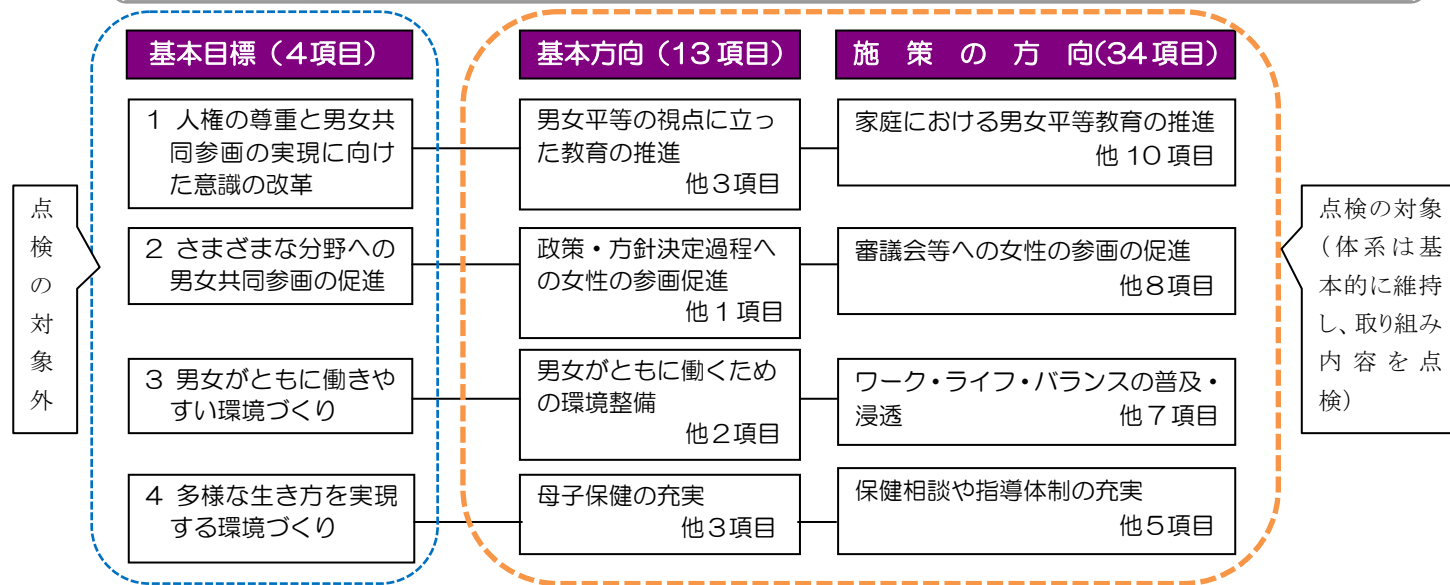 基本目標（4項目）
基本方向（13項目）
施策の方向(34項目)
1 人権の尊重と男女共
同参画の実現に向け
た意識の改革
男女平等の視点に立っ
た教育の推進
他3項目
家庭における男女平等教育の推進
他10項目
2 さまざまな分野への
男女共同参画の促進
政策・方針決定過程へ
の女性の参画促進
他1項目
審議会等への女性の参画の促進
他8項目
3 男女がともに働きや
すい環境づくり
男女がともに働くため
の環境整備
他2項目
ワーク・ライフ・バランスの普及・
浸透 他7項目
4 多様な生き方を実現
する環境づくり
母子保健の充実
他3項目
保健相談や指導体制の充実
他5項目
点検の対象外
点検の対象
（体系は基
本的に維持
し、取り組み
内容を点
検）